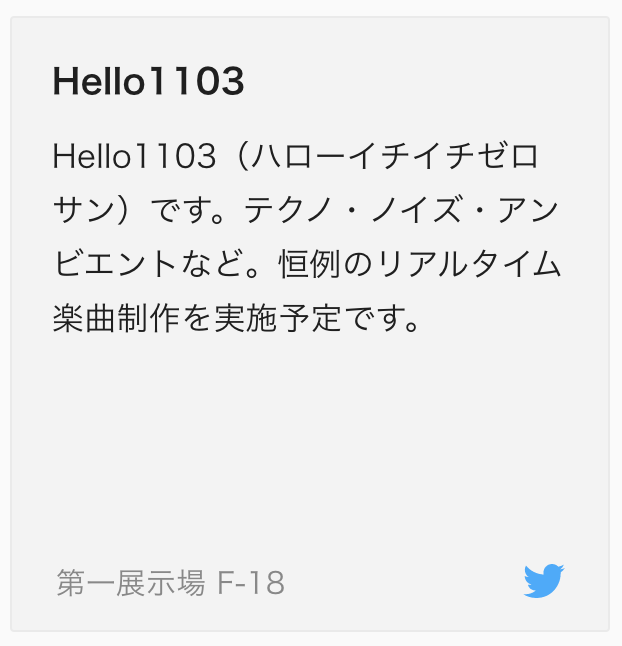 Hello1103
Hello1103（ハローイチイチゼロ
サン）です。テクノ・ノイズ・アン
ビエントなど。恒例のリアルタイム
楽曲制作を実施予定です。
第一展示場 F-18